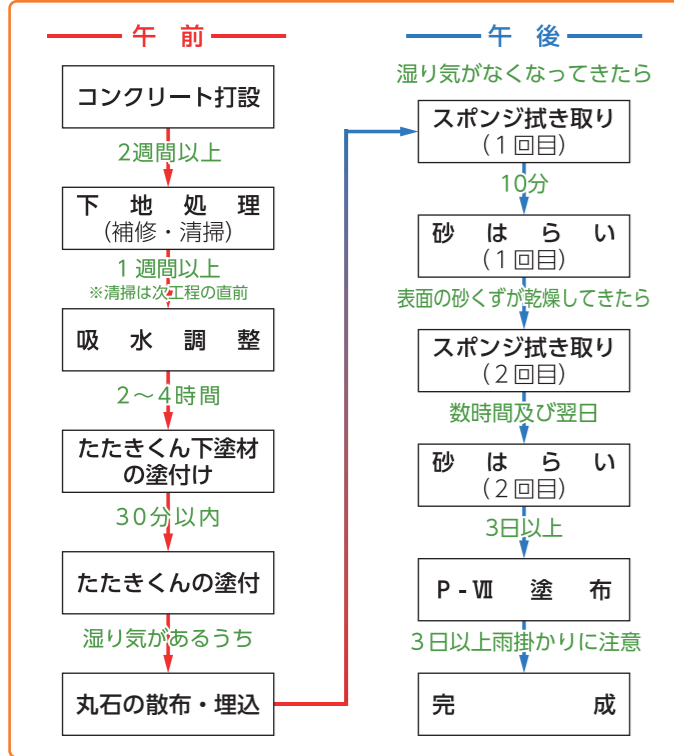 午 前
コンクリート打設
2週間以上
下 地 処 理
(補修・清掃)
1週間以上
※清掃は次工程の直前
吸 水 調 整
2～4時間
たたきくん下塗材
の塗付け
30分以内
たたきくんの塗付
湿り気があるうち
丸石の散布・埋込
午 後
湿り気がなくなってきたら
スポンジ拭き取り
(1回目)
10分
砂 は ら い
(1回目)
表面の砂くずが乾燥してきたら
スポンジ拭き取り
(2回目)
数時間及び翌日
砂 は ら い
(2回目)
3日以上
P-Ⅶ 塗 布
3日以上雨掛かりに注意
完 成